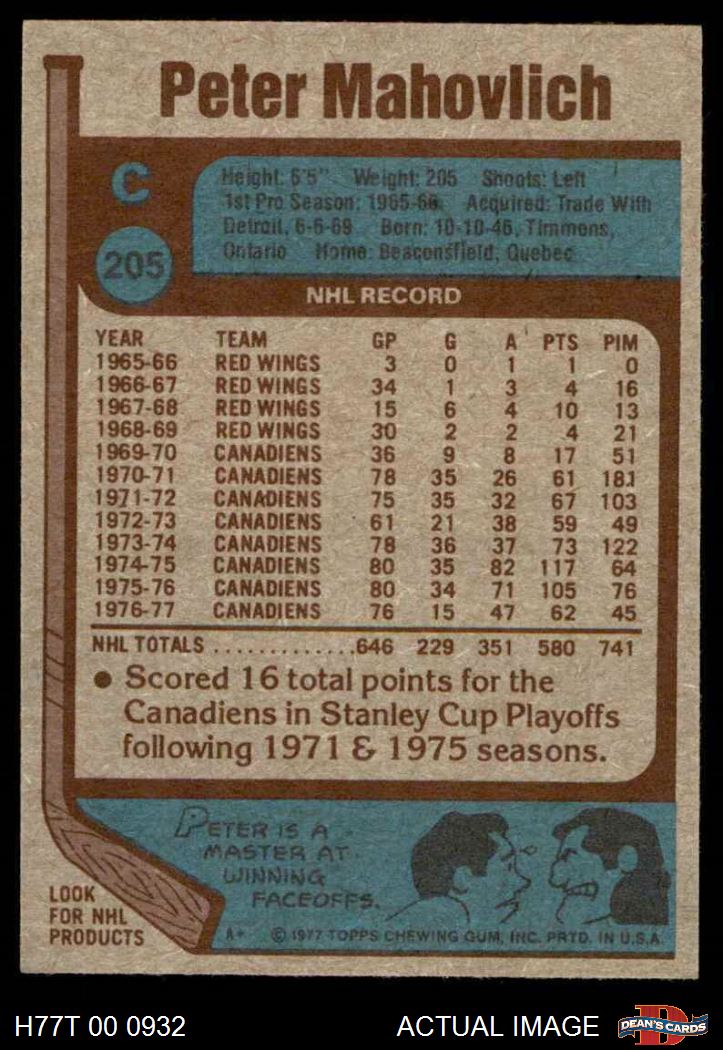 Peter Mahovlich
C
205
Height: 6'5" Weight: 205 Shoots: Left
1st Pro Season: 1965-66 Acquired: Trade With
Detroit, 6-6-69 Born: 10-10-46, Timmons,
Ontario Home: Beaconsfield, Quebec
NHL RECORD
YEAR TEAM GP G A PTS PIM
1965-66 RED WINGS 3 0 1 1 0
1966-67 RED WINGS 34 1 3 4 16
1967-68 RED WINGS 15 6 4 10 13
1968-69 RED WINGS 30 2 2 4 21
1969-70 CANADIENS 36 9 8 17 51
1970-71 CANADIENS 78 35 26 61 181
1971-72 CANADIENS 75 35 32 67 103
1972-73 CANADIENS 61 21 38 59 49
1973-74 CANADIENS 78 36 37 73 122
1974-75 CANADIENS 80 35 82 117 64
1975-76 CANADIENS 80 34 71 105 76
1976-77 CANADIENS 76 15 47 62 45
NHL TOTALS .............646 229 351 580 741
● Scored 16 total points for the
Canadiens in Stanley Cup Playoffs
following 1971 & 1975 seasons.
PETER IS A
MASTER AT
WINNING
FACEOFFS.
LOOK
FOR NHL
PRODUCTS
A+ © 1977 TOPPS CHEWING GUM, INC. PRTD. IN U.S.A.
H77T 00 0932 ACTUAL IMAGE
D
DEAN'S CARDS